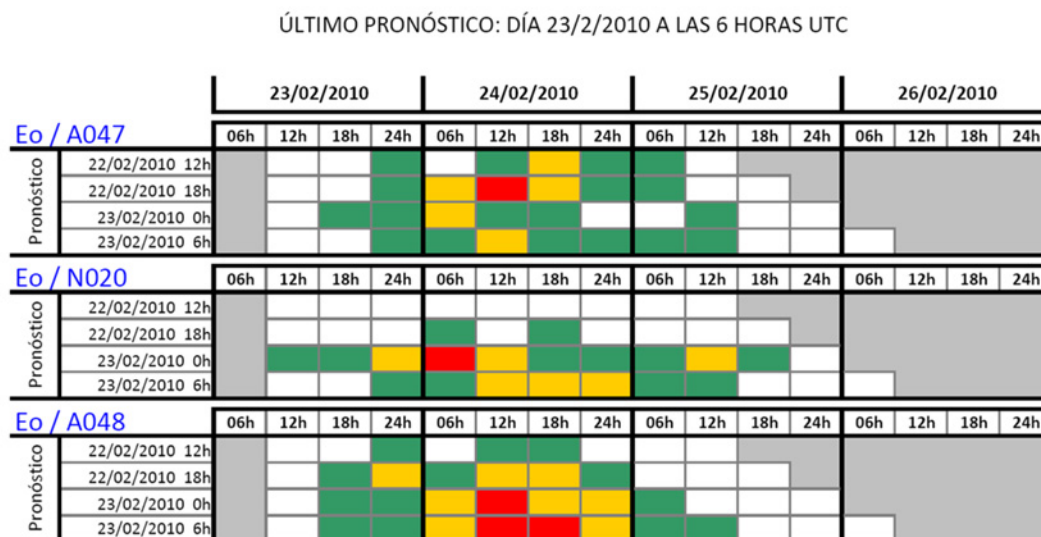 ÚLTIMO PRONÓSTICO: DÍA 23/2/2010 A LAS 6 HORAS UTC
23/02/2010 24/02/2010 25/02/2010 26/02/2010
Eo / A047 06h 12h 18h 24h 06h 12h 18h 24h 06h 12h 18h 24h 06h 12h 18h 24h
Pronóstico
22/02/2010 12h
22/02/2010 18h
23/02/2010 0h
23/02/2010 6h
Eo / N020 06h 12h 18h 24h 06h 12h 18h 24h 06h 12h 18h 24h 06h 12h 18h 24h
Pronóstico
22/02/2010 12h
22/02/2010 18h
23/02/2010 0h
23/02/2010 6h
Eo / A048 06h 12h 18h 24h 06h 12h 18h 24h 06h 12h 18h 24h 06h 12h 18h 24h
Pronóstico
22/02/2010 12h
22/02/2010 18h
23/02/2010 0h
23/02/2010 6h